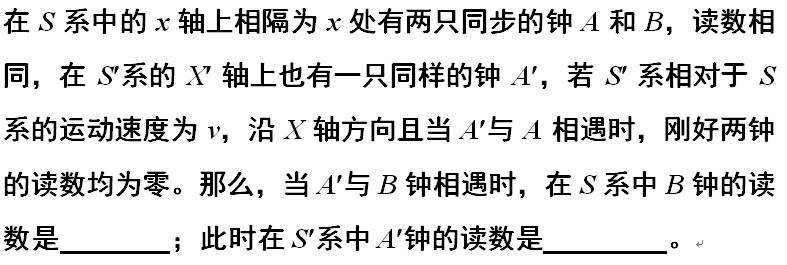 在 S 系中的 x 轴上相隔为 x 处有两只同步的钟 A 和 B，读数相
同，在 S′系的 X′ 轴上也有一只同样的钟 A′，若 S′ 系相对于 S
系的运动速度为 v，沿 X 轴方向且当 A′与 A 相遇时，刚好两钟
的读数均为零。那么，当 A′与 B 钟相遇时，在 S 系中 B 钟的读
数是________；此时在 S′系中 A′钟的读数是_________。